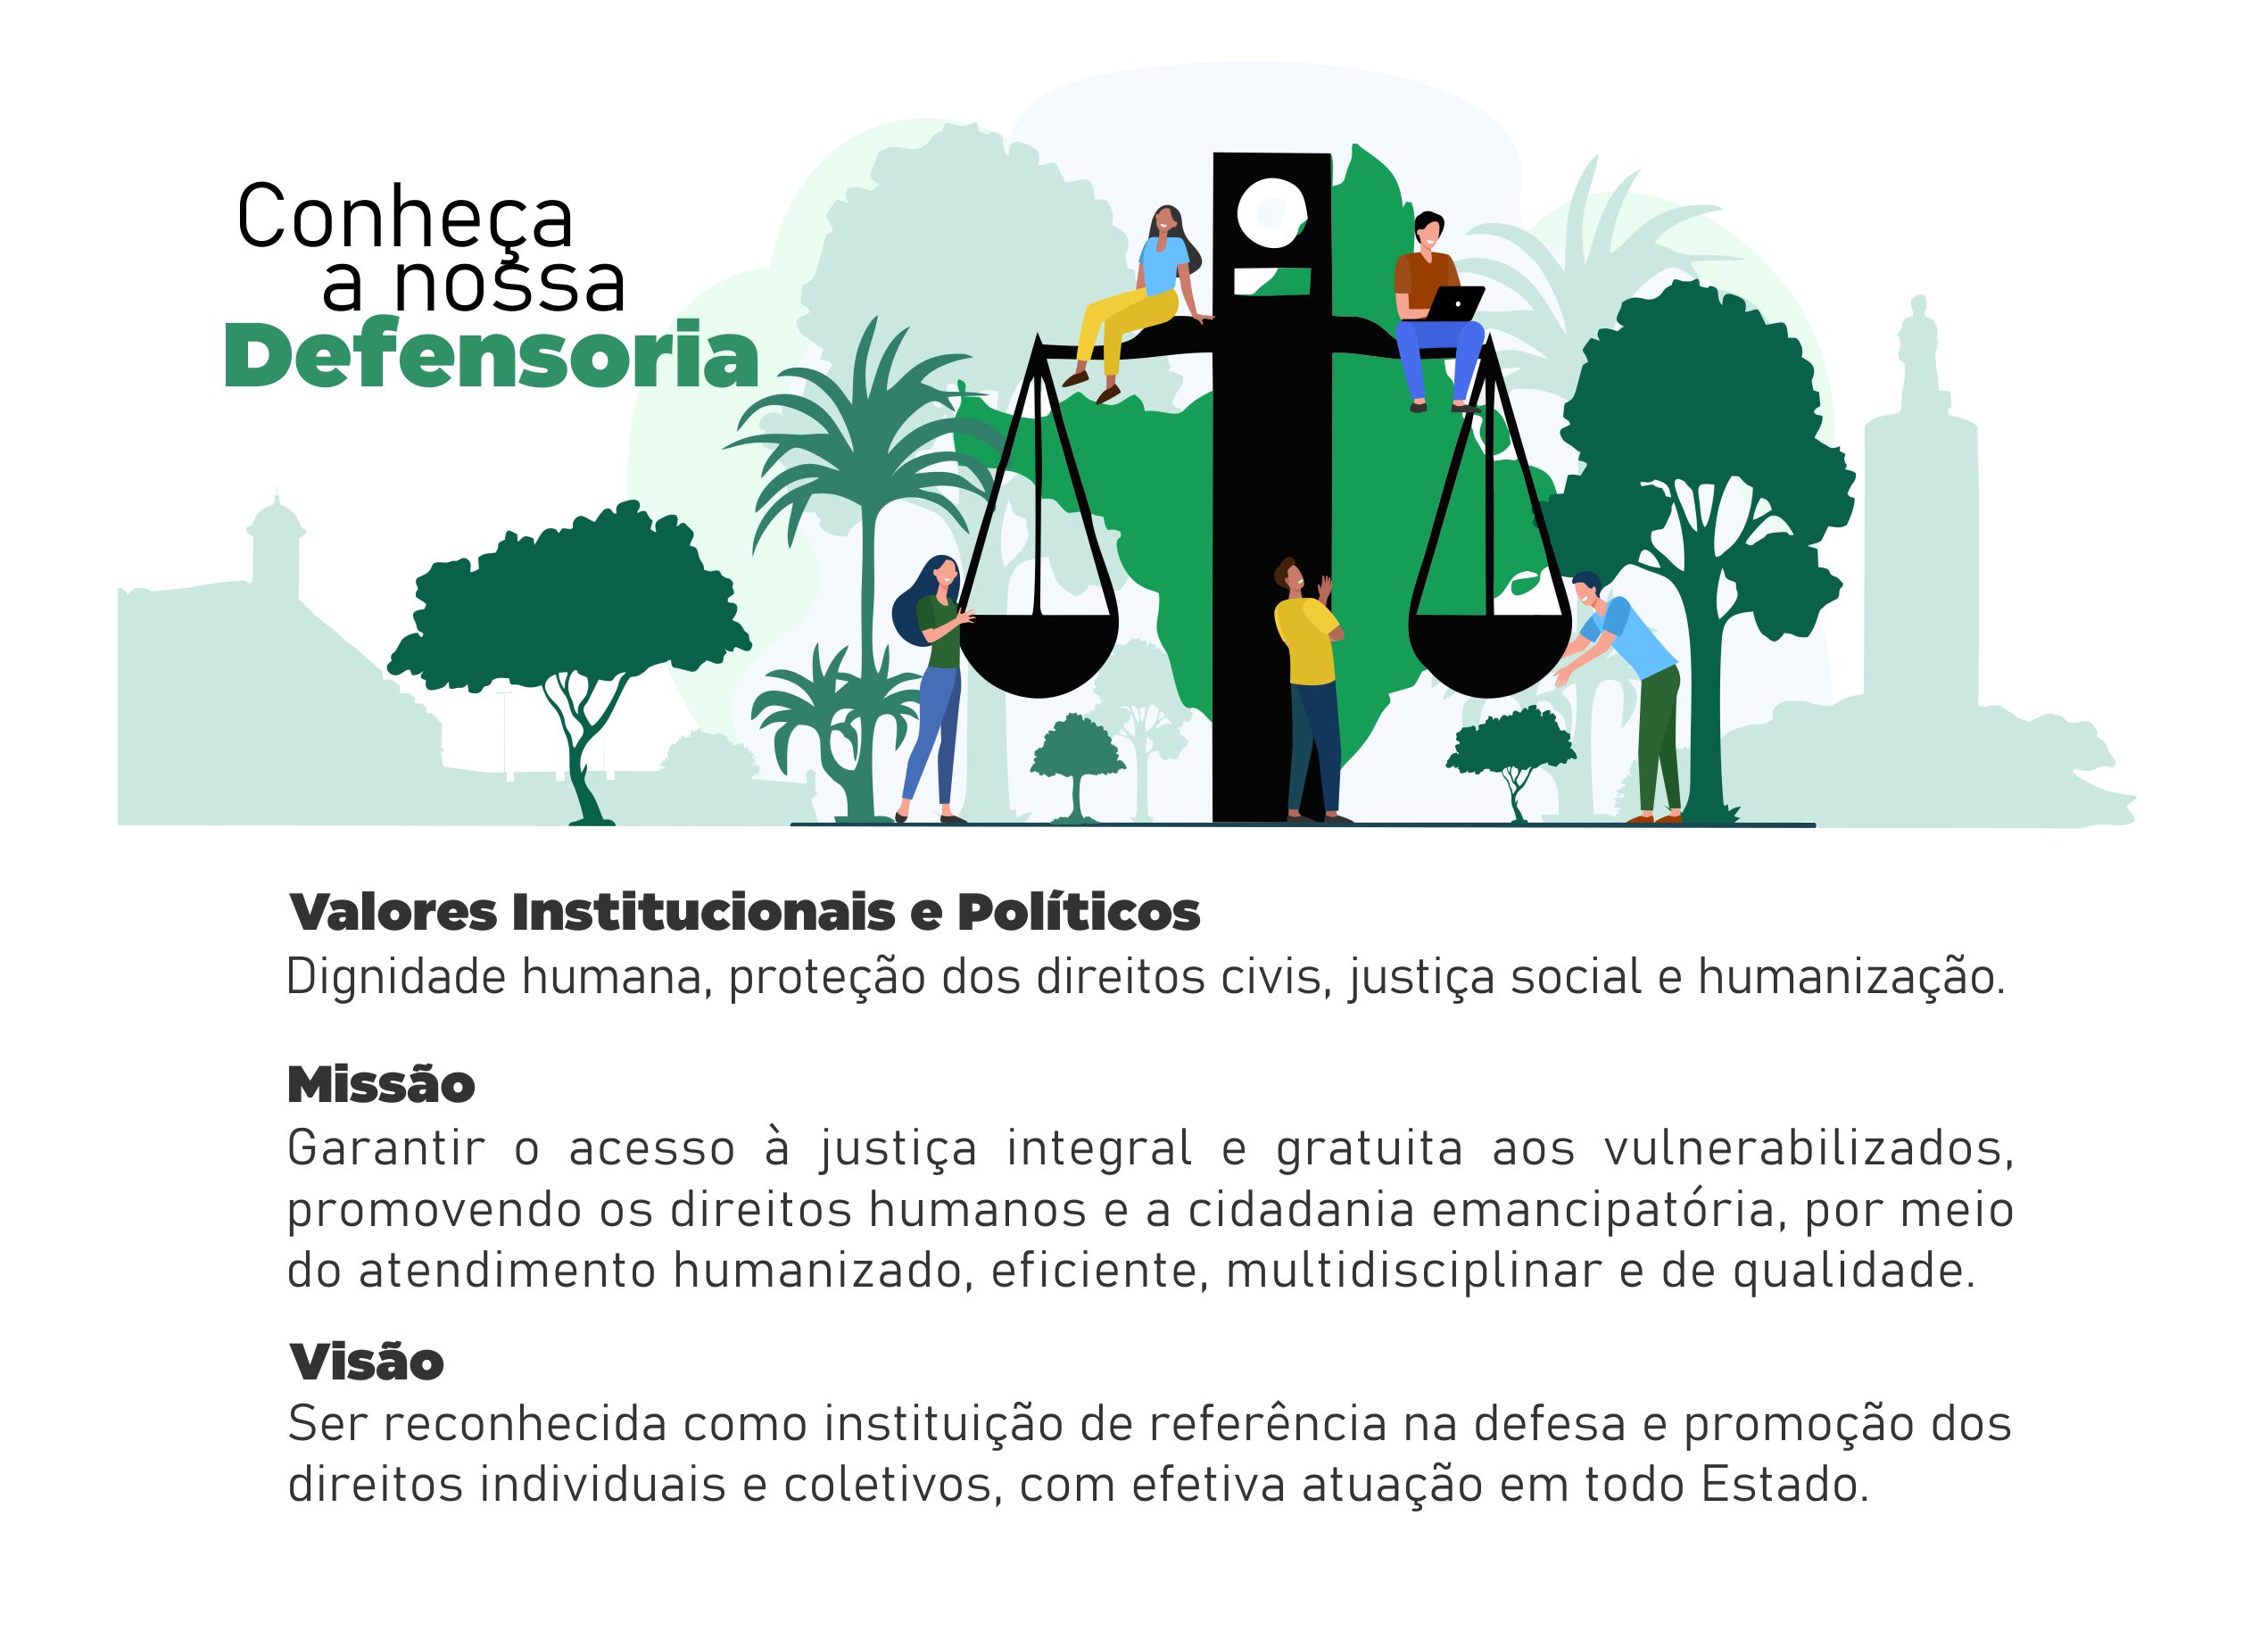 Conheça
a nossa
Defensoria
Valores Institucionais e Políticos
Dignidade humana, proteção dos direitos civis, justiça social e humanização.
Missão
Garantir o acesso à justiça integral e gratuita aos vulnerabilizados,
promovendo os direitos humanos e a cidadania emancipatória, por meio
do atendimento humanizado, eficiente, multidisciplinar e de qualidade.
Visão
Ser reconhecida como instituição de referência na defesa e promoção dos
direitos individuais e coletivos, com efetiva atuação em todo Estado.